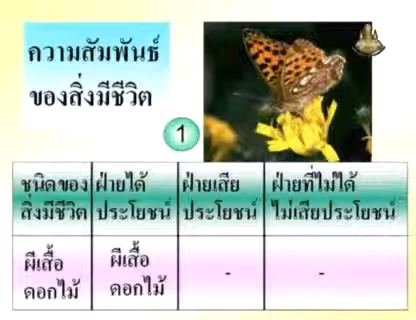 ความสัมพันธ์
ของสิ่งมีชีวิต
1
ชนิดของ ฝ่ายได้ ฝ่ายเสีย ฝ่ายที่ไม่ได้
สิ่งมีชีวิต ประโยชน์ ประโยชน์ ไม่เสียประโยชน์
ผีเสื้อ ผีเสื้อ - -
ดอกไม้ ดอกไม้